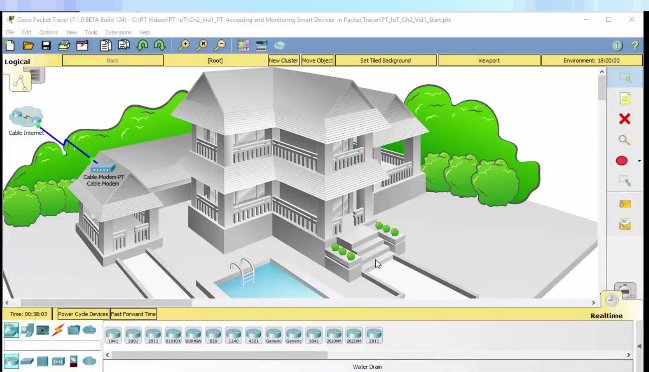 Cisco Packet Tracer (7.1.0 BETA Build 124) - C:\PT Videos\PT-IoT\Ch2_Vid1_PT-Accessing and Monitoring Smart Devices in Packet Tracer\PT_IoT_Ch2_Vid1_Start.pkt
File Edit Options View Tools Extensions Help
Logical Back [Root] New Cluster Move Object Set Tiled Background Viewport Environment: 18:00:00
Cable Internet
Cable-Modem-PT
Cable Modem
Time: 00:38:03 Power Cycle Devices Fast Forward Time Realtime
1941 2901 2911 819IOX 819HGW 829 1240 4321 Generic Generic 1841 2620XM 2621XM 2811
Water Drain